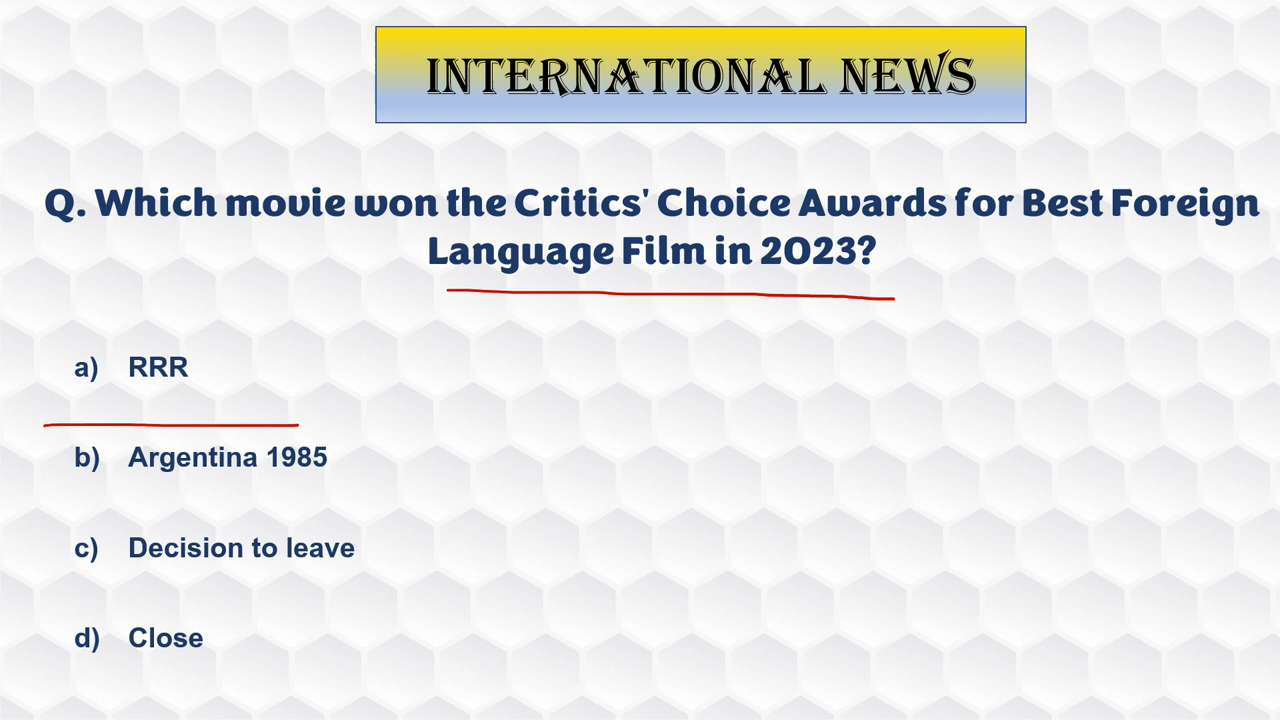 INTERNATIONAL NEWS
Q. Which movie won the Critics' Choice Awards for Best Foreign
Language Film in 2023?
a) RRR
b) Argentina 1985
c) Decision to leave
d) Close